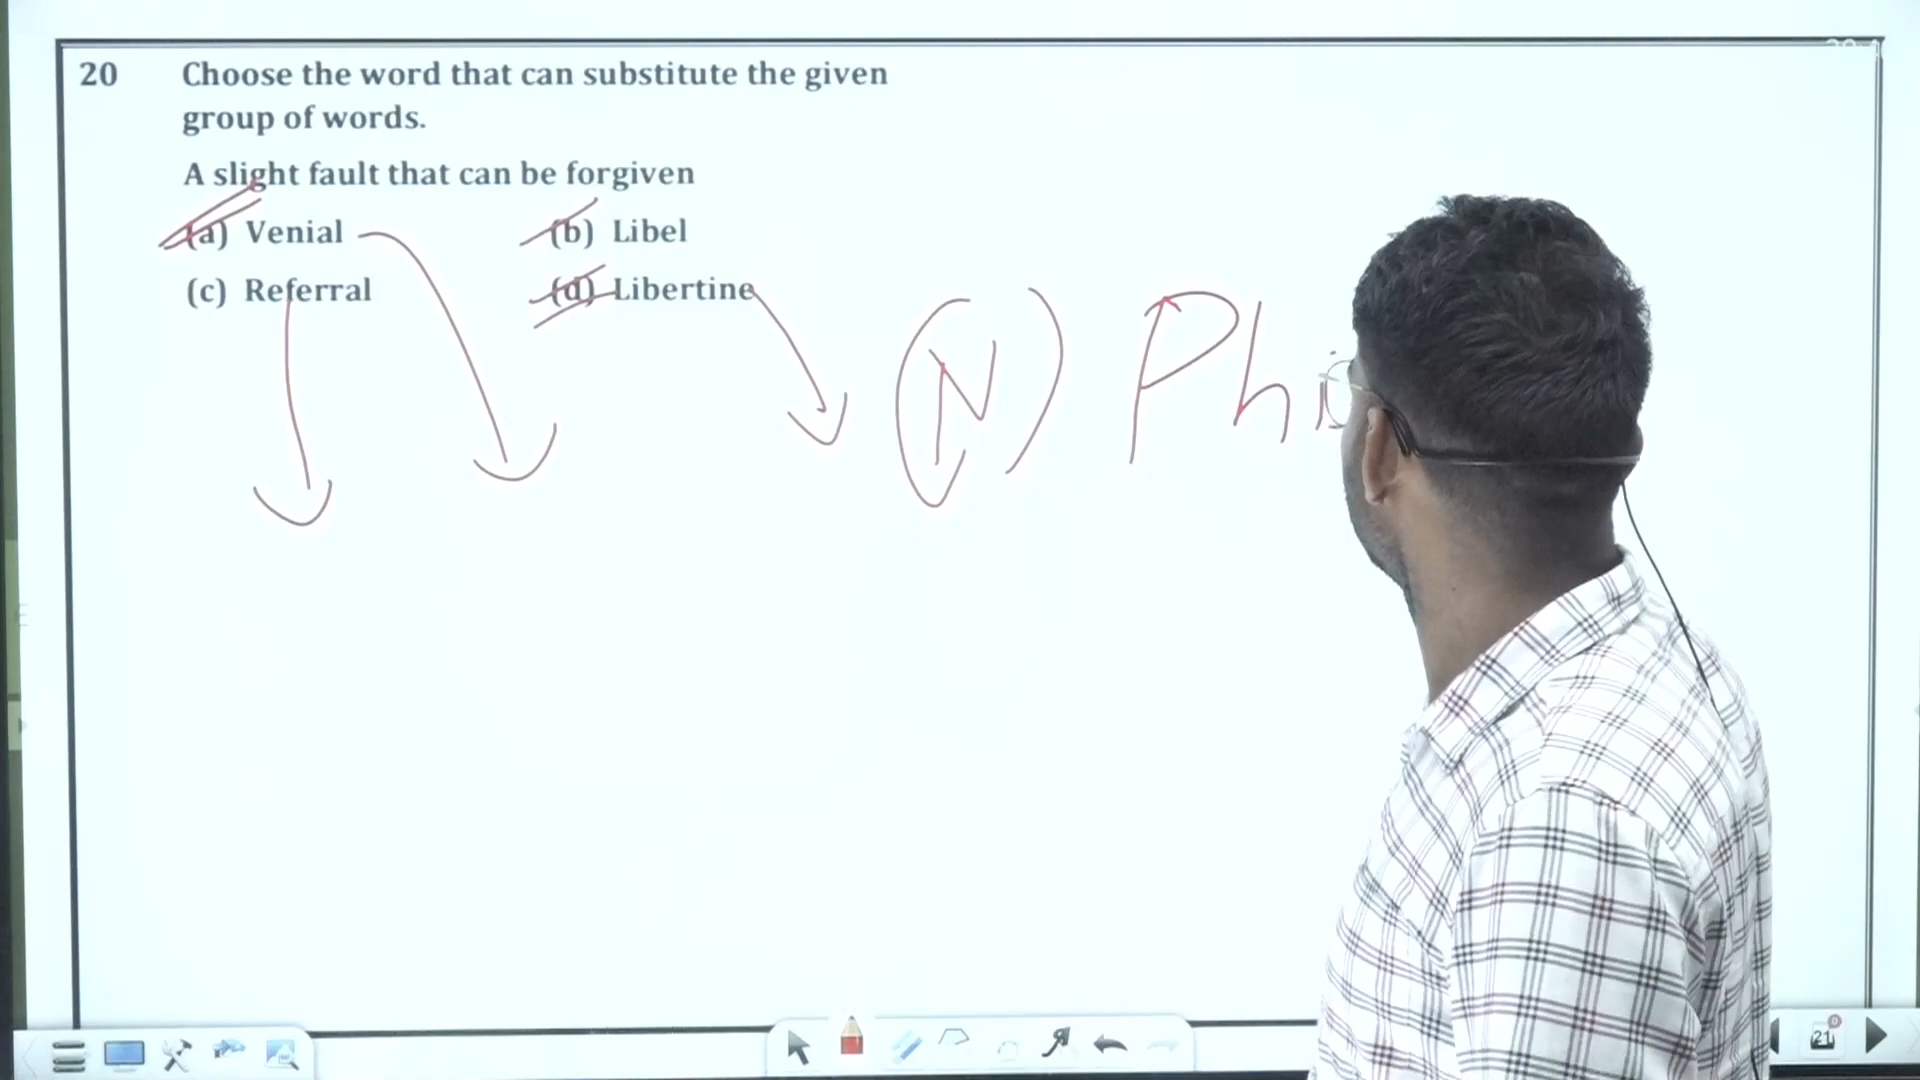 20 Choose the word that can substitute the given
group of words.
A slight fault that can be forgiven
(a) Venial (b) Libel
(c) Referral (d) Libertine
(N) Phi
21